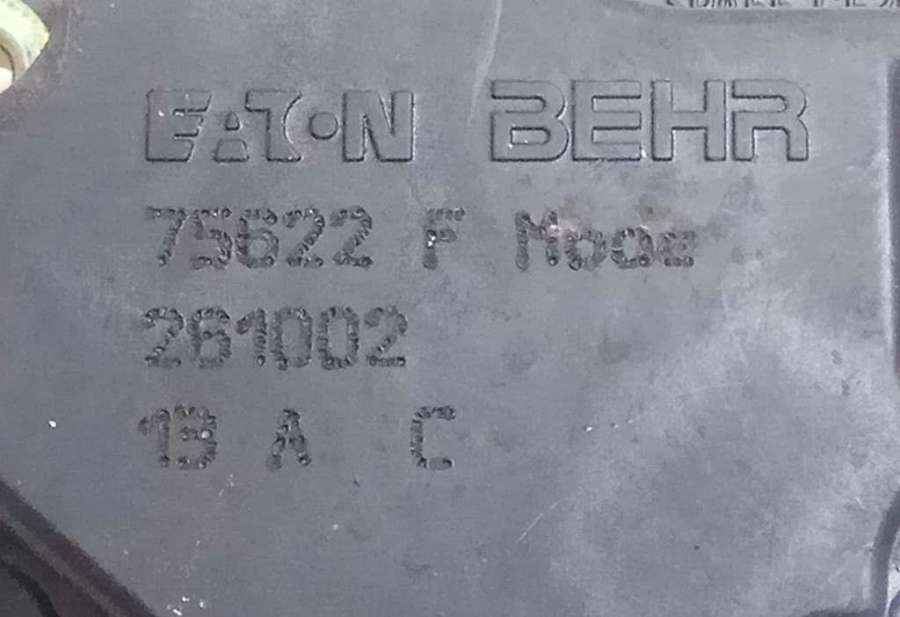 EATON BEHR
75622 F Mode
261002
13 A C